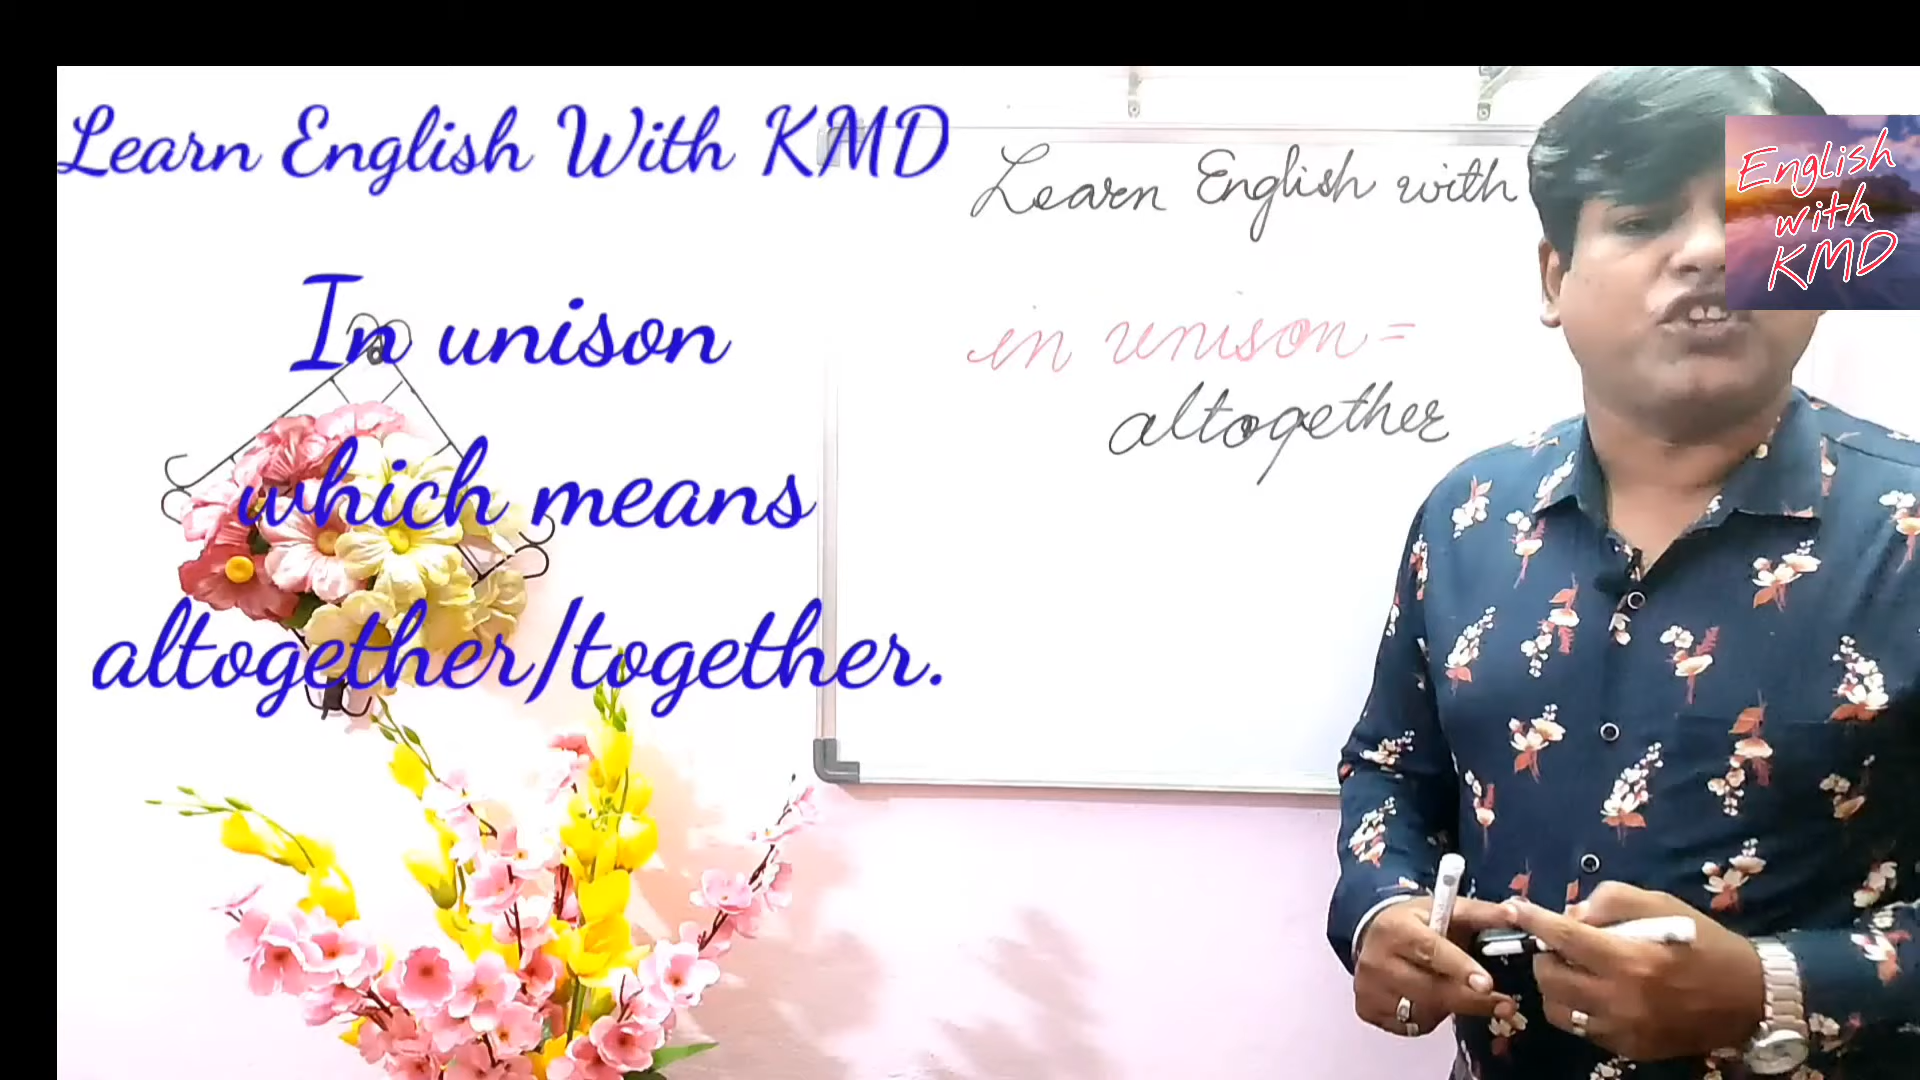 Learn English With KMD
In unison
which means
altogether/together.
Learn English with
in unison =
altogether
English
with
KMD